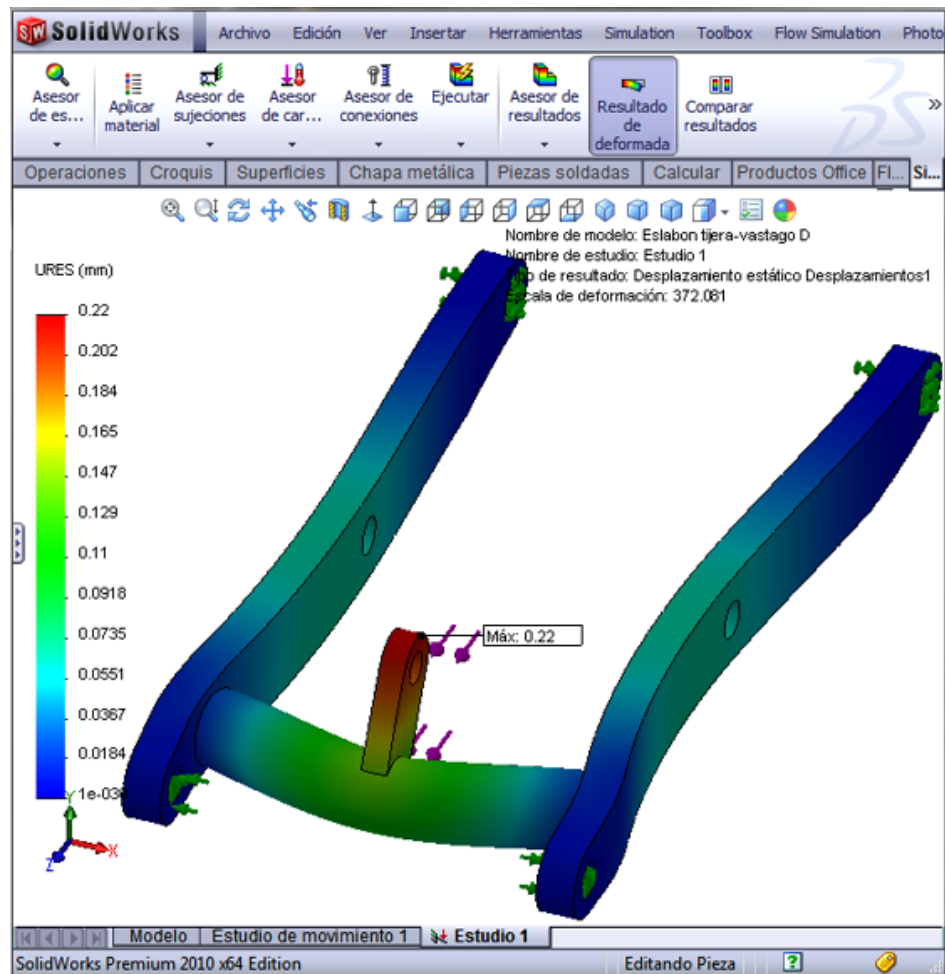 SolidWorks Archivo Edición Ver Insertar Herramientas Simulation Toolbox Flow Simulation Photo
Asesor de es...
Aplicar material
Asesor de sujeciones
Asesor de car...
Asesor de conexiones
Ejecutar
Asesor de resultados
Resultado de deformada
Comparar resultados
»
Operaciones Croquis Superficies Chapa metálica Piezas soldadas Calcular Productos Office Fl... Si...
Nombre de modelo: Eslabon tijera-vastago D
Nombre de estudio: Estudio 1
de resultado: Desplazamiento estático Desplazamientos1
de deformación: 372.081
URES (mm)
0.22
0.202
0.184
0.165
0.147
0.129
0.11
0.0918
0.0735
0.0551
0.0367
0.0184
Máx: 0.22
Y
X
Z
Modelo Estudio de movimiento 1 Estudio 1
SolidWorks Premium 2010 x64 Edition Editando Pieza ?